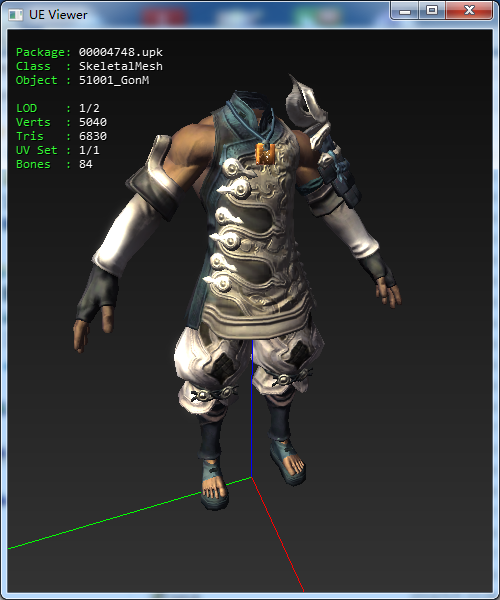 UE Viewer
Package: 00004748.upk
Class : SkeletalMesh
Object : 51001_GonM
LOD : 1/2
Verts : 5040
Tris : 6830
UV Set : 1/1
Bones : 84